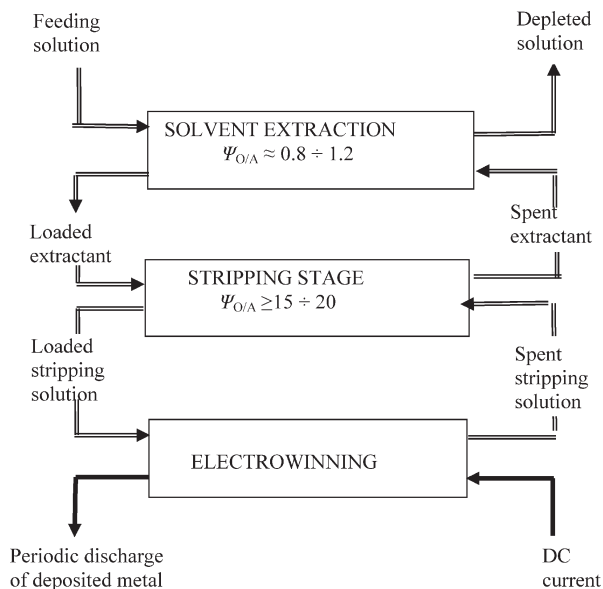 Feeding
solution
Depleted
solution
SOLVENT EXTRACTION
ΨO/A ≈ 0.8 ÷ 1.2
Loaded
extractant
Spent
extractant
STRIPPING STAGE
ΨO/A ≥15 ÷ 20
Loaded
stripping
solution
Spent
stripping
solution
ELECTROWINNING
Periodic discharge
of deposited metal
DC
current